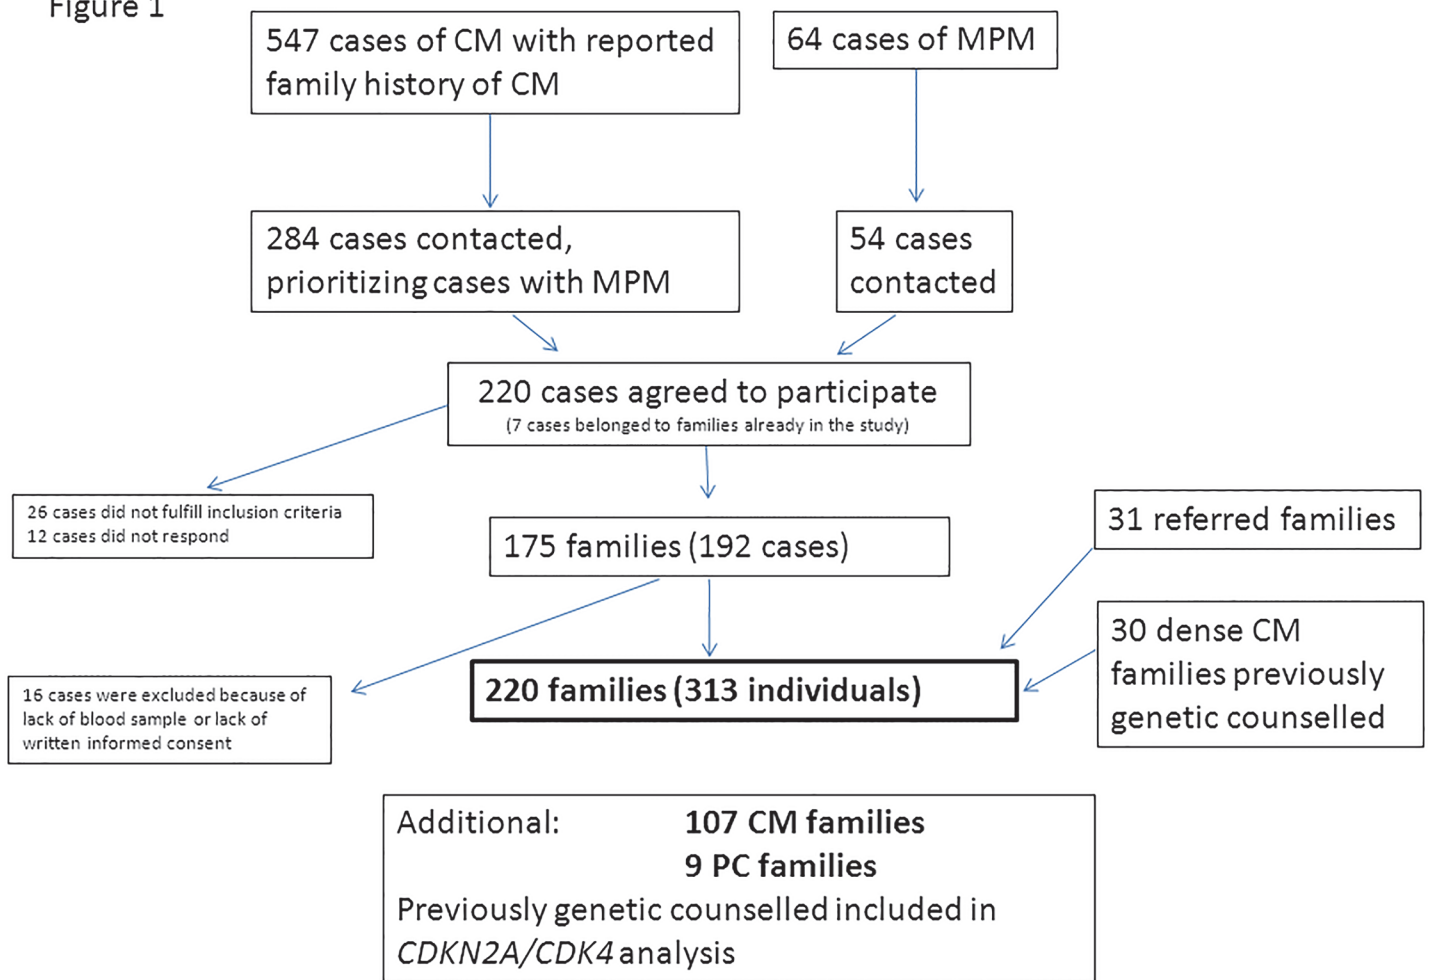 Figure 1
547 cases of CM with reported
family history of CM
64 cases of MPM
284 cases contacted,
prioritizing cases with MPM
54 cases
contacted
220 cases agreed to participate
(7 cases belonged to families already in the study)
26 cases did not fulfill inclusion criteria
12 cases did not respond
175 families (192 cases)
31 referred families
30 dense CM
families previously
genetic counselled
16 cases were excluded because of
lack of blood sample or lack of
written informed consent
220 families (313 individuals)
Additional: 107 CM families
9 PC families
Previously genetic counselled included in
CDKN2A/CDK4 analysis